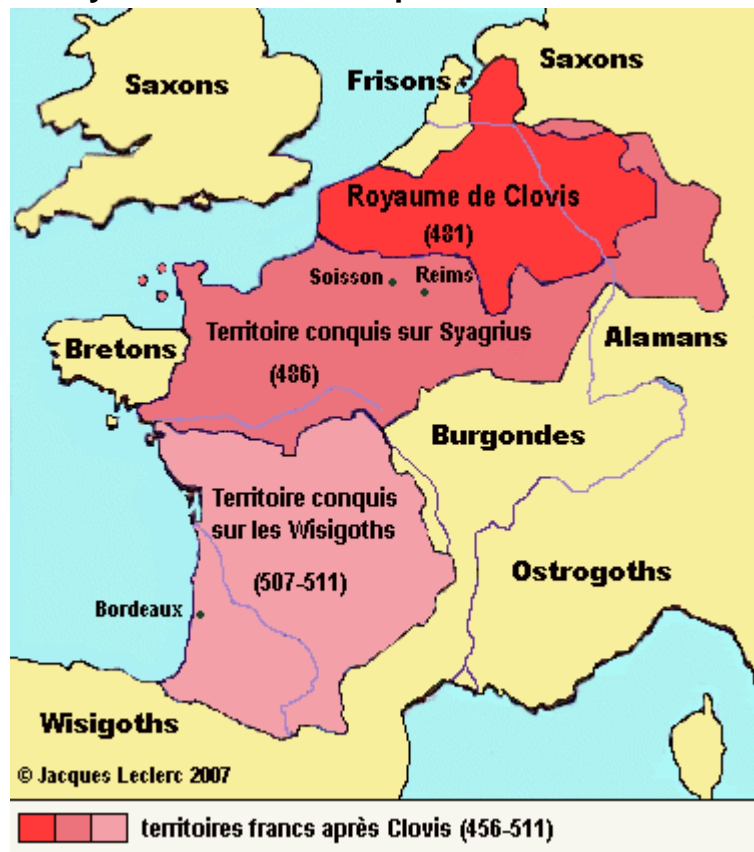 Saxons
Frisons
Saxons
Royaume de Clovis
(481)
Soisson
Reims
Territoire conquis sur Syagrius
(486)
Bretons
Alamans
Burgondes
Territoire conquis
sur les Wisigoths
(507-511)
Ostrogoths
Bordeaux
Wisigoths
© Jacques Leclerc 2007
territoires francs après Clovis (456-511)